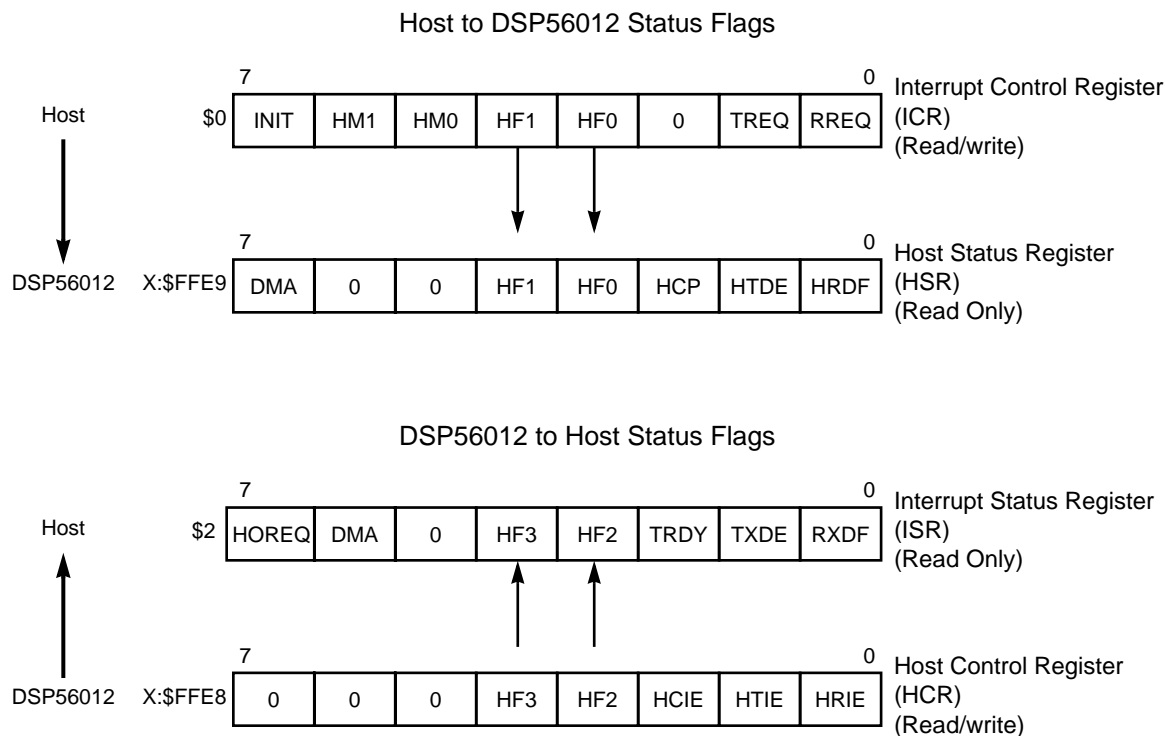 Host to DSP56012 Status Flags
7 0
Host $0 INIT HM1 HM0 HF1 HF0 0 TREQ RREQ
Interrupt Control Register
(ICR)
(Read/write)
7 0
DSP56012 X:$FFE9 DMA 0 0 HF1 HF0 HCP HTDE HRDF
Host Status Register
(HSR)
(Read Only)
DSP56012 to Host Status Flags
7 0
Host $2 HOREQ DMA 0 HF3 HF2 TRDY TXDE RXDF
Interrupt Status Register
(ISR)
(Read Only)
7 0
DSP56012 X:$FFE8 0 0 0 HF3 HF2 HCIE HTIE HRIE
Host Control Register
(HCR)
(Read/write)